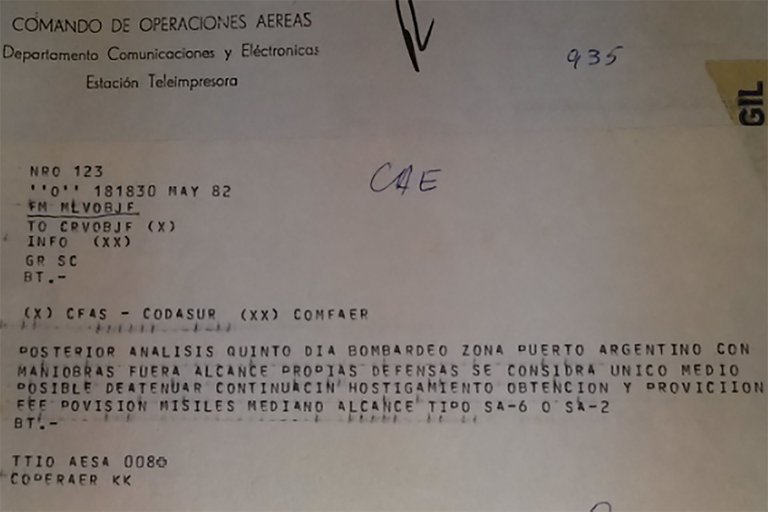 COMANDO DE OPERACIONES AEREAS
Departamento Comunicaciones y Eléctronicas
Estación Teleimpresora
935
GIL
NRO 123
CAE
''O'' 181830 MAY 82
FM MLVOBJF
TO CRVOBJF (X)
INFO (XX)
GR SC
BT.-
(X) CFAS - CODASUR (XX) COMFAER
POSTERIOR ANALISIS QUINTO DIA BOMBARDEO ZONA PUERTO ARGENTINO CON
MANIOBRAS FUERA ALCANCE PROPIAS DEFENSAS SE CONSIDRA UNICO MEDIO
POSIBLE DEATENUAR CONTINUACIN HOSTIGAMIENTO OBTENCION Y PROVICIION
EEE POVISION MISILES MEDIANO ALCANCE TIPO SA-6 O SA-2
BT.-
TTIO AESA 0080
COPERAER KK